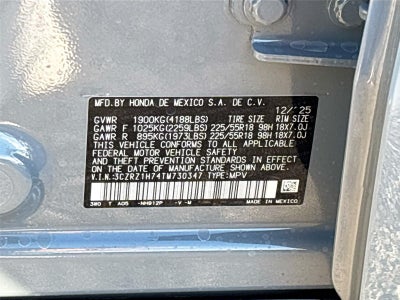 MFD.BY HONDA DE MEXICO S.A. DE C.V.
12/'25
GVWR 1900KG(4188LBS) TIRE SIZE RIM SIZE
GAWR F 1025KG(2259LBS) 225/55R18 98H 18X7.0J
GAWR R 895KG(1973LBS) 225/55R18 98H 18X7.0J
THIS VEHICLE CONFORMS TO ALL APPLICABLE
FEDERAL MOTOR VEHICLE SAFETY AND THEFT PREVENTION
STANDARDS IN EFFECT ON THE DATE
OF MANUFACTURE SHOWN ABOVE.
V.I.N.:3CZRZ1H74TM730347 TYPE:MPV
3W0 T A05 -NH912P -V -M MADE IN MEXICO